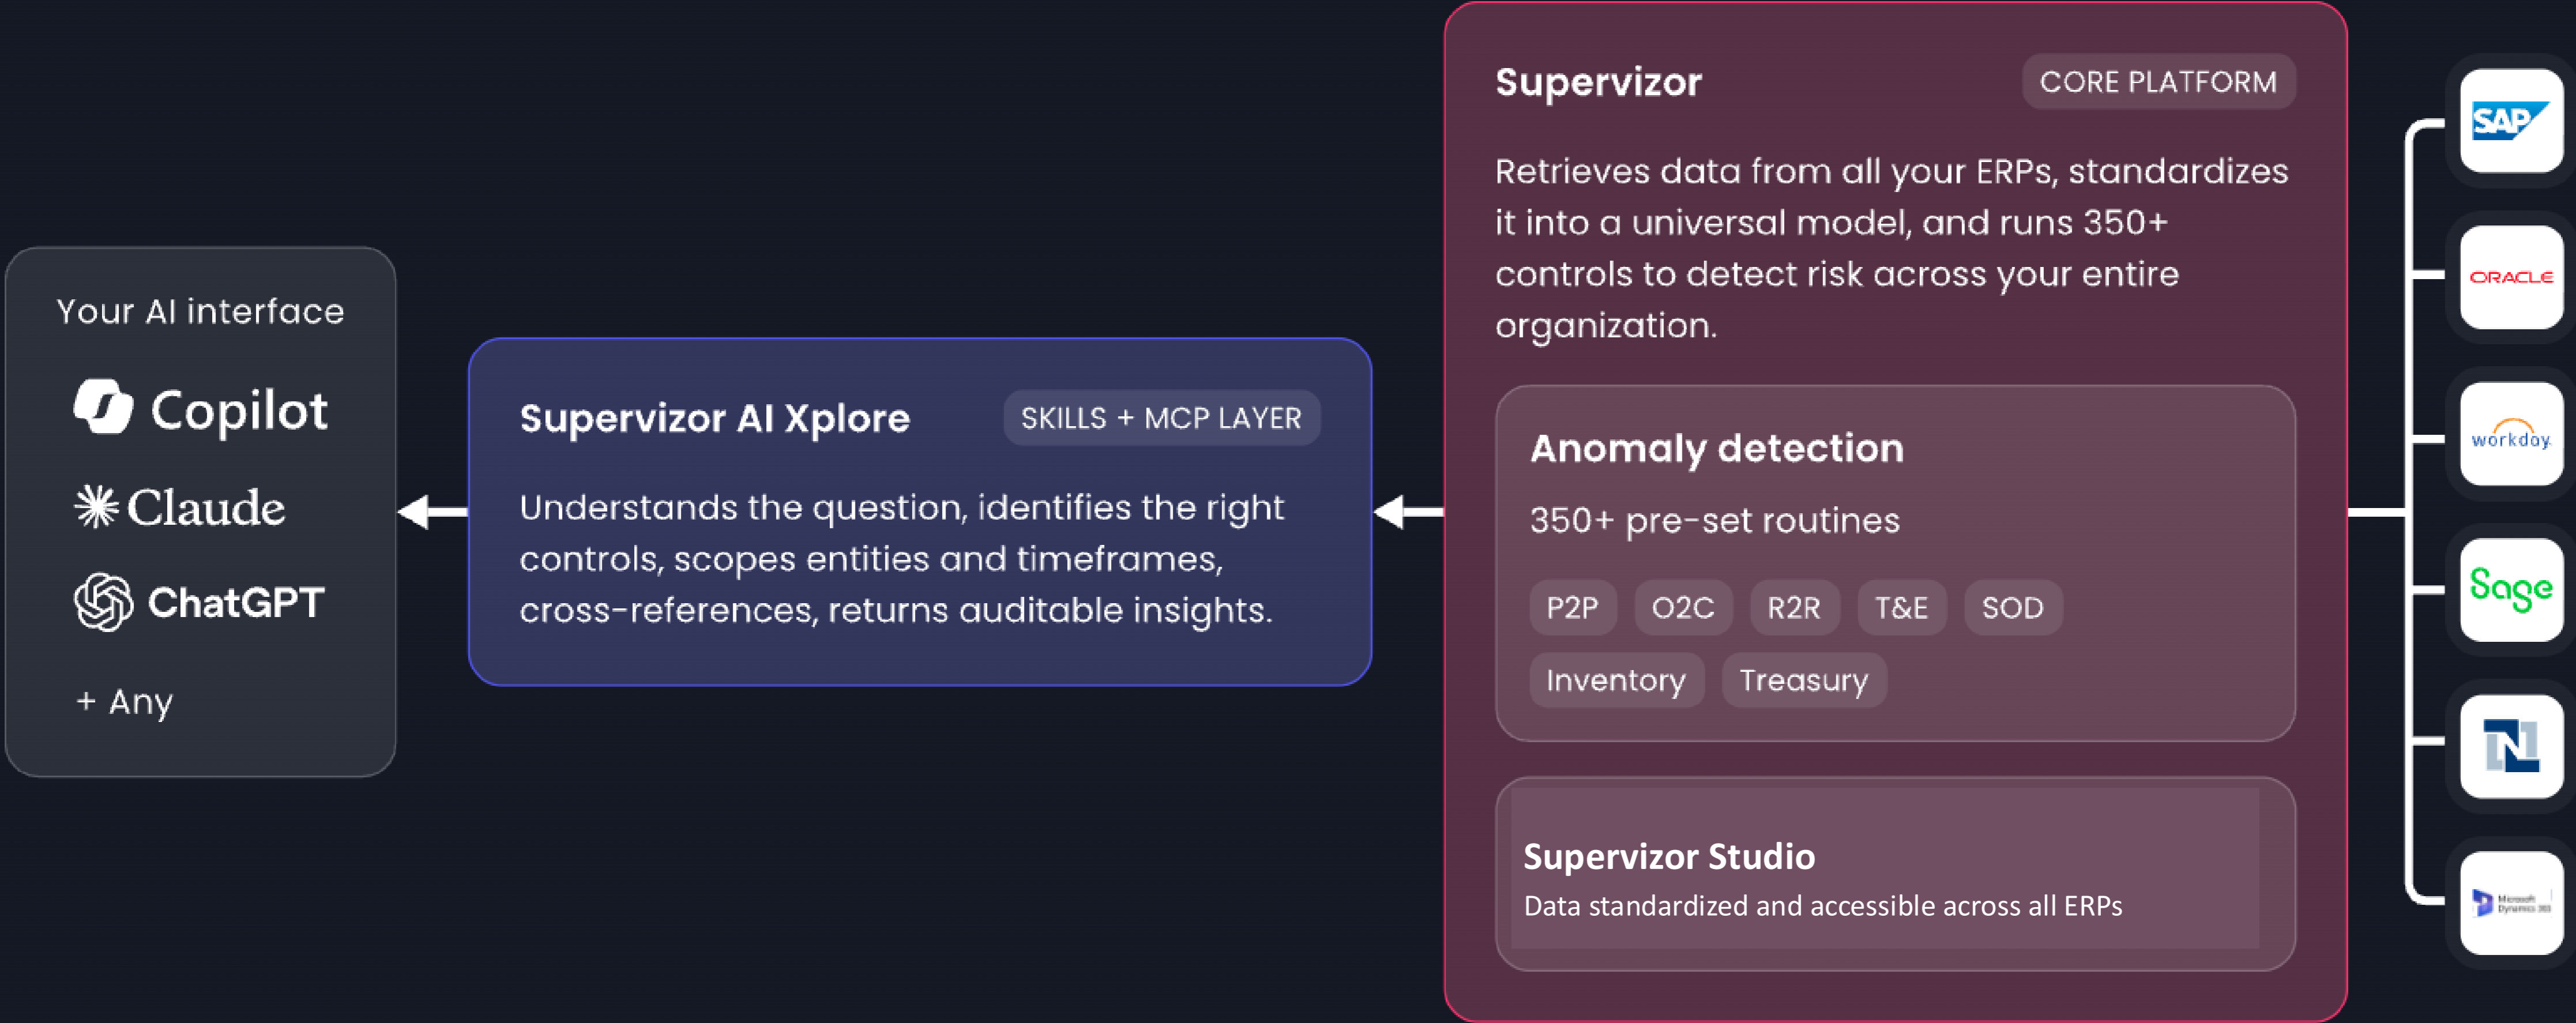 Your AI interface
Copilot
Claude
ChatGPT
+ Any
Supervizor AI Xplore
SKILLS + MCP LAYER
Understands the question, identifies the right
controls, scopes entities and timeframes,
cross-references, returns auditable insights.
Supervizor
CORE PLATFORM
Retrieves data from all your ERPs, standardizes
it into a universal model, and runs 350+
controls to detect risk across your entire
organization.
Anomaly detection
350+ pre-set routines
P2P
O2C
R2R
T&E
SOD
Inventory
Treasury
Supervizor Studio
Data standardized and accessible across all ERPs
SAP
ORACLE
workday.
Sage
N
Microsoft
Dynamics 365